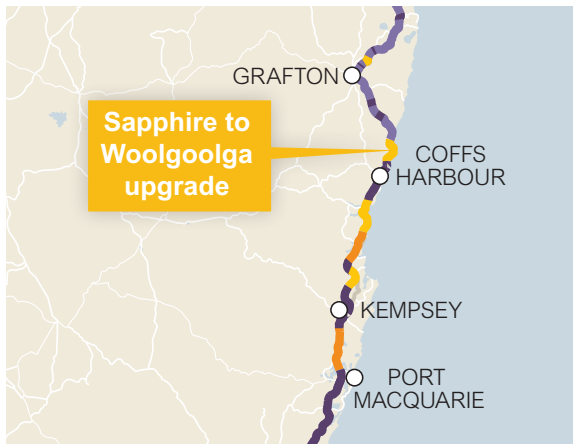 GRAFTON
Sapphire to
Woolgoolga
upgrade
COFFS
HARBOUR
KEMPSEY
PORT
MACQUARIE